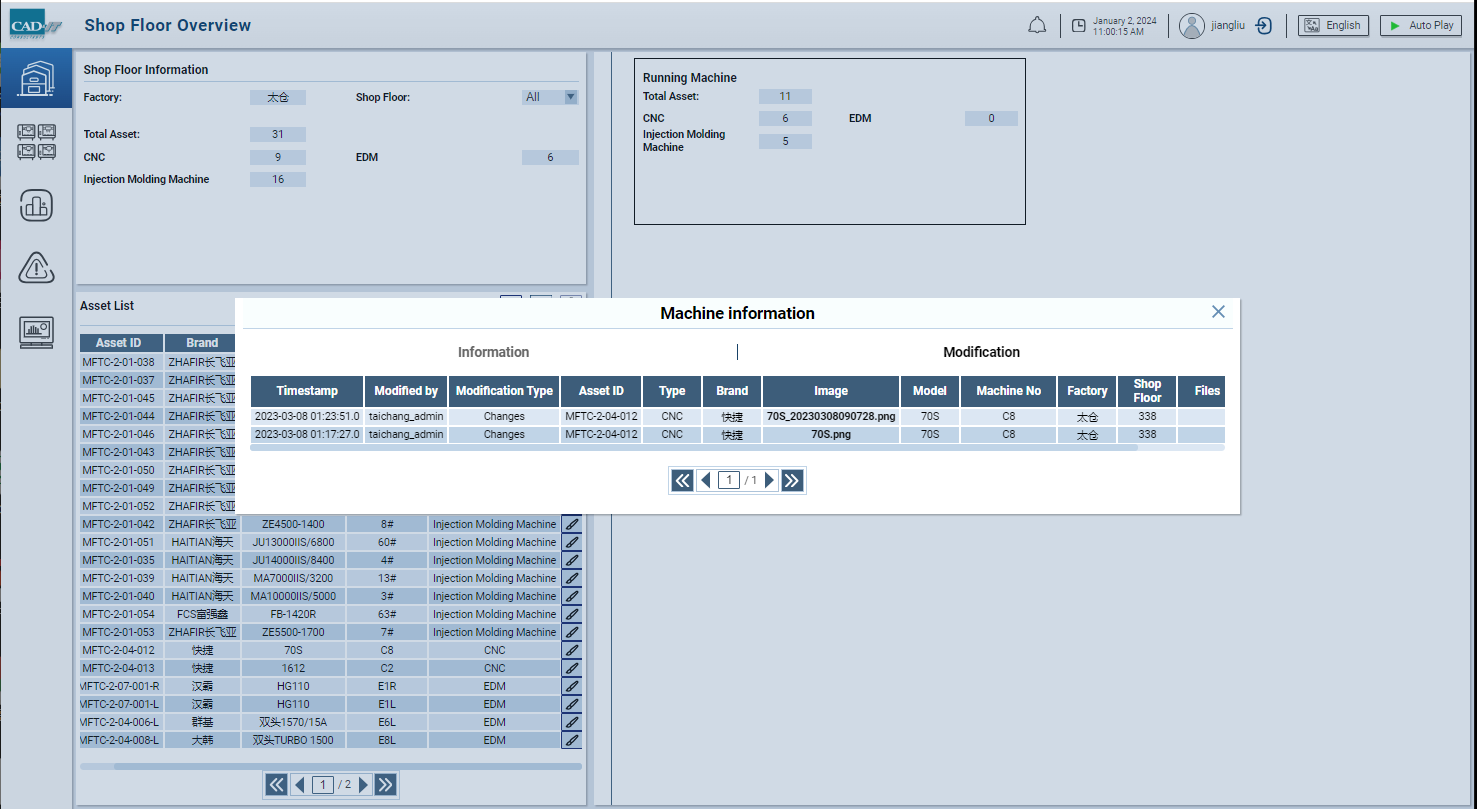 CAD-IT
Shop Floor Overview
January 2, 2024
11:00:15 AM
jiangliu
English
Auto Play
Shop Floor Information
Factory: 太仓 Shop Floor: All
Total Asset: 31
CNC 9 EDM 6
Injection Molding Machine 16
Running Machine
Total Asset: 11
CNC 6 EDM 0
Injection Molding
Machine 5
Asset List
Asset ID Brand
MFTC-2-01-038 ZHAFIR长飞亚
MFTC-2-01-037 ZHAFIR长飞亚
MFTC-2-01-045 ZHAFIR长飞亚
MFTC-2-01-044 ZHAFIR长飞亚
MFTC-2-01-046 ZHAFIR长飞亚
MFTC-2-01-043 ZHAFIR长飞亚
MFTC-2-01-050 ZHAFIR长飞亚
MFTC-2-01-049 ZHAFIR长飞亚
MFTC-2-01-052 ZHAFIR长飞亚
MFTC-2-01-042 ZHAFIR长飞亚 ZE4500-1400 8# Injection Molding Machine
MFTC-2-01-051 HAITIAN海天 JU13000IIS/6800 60# Injection Molding Machine
MFTC-2-01-035 HAITIAN海天 JU14000IIS/8400 4# Injection Molding Machine
MFTC-2-01-039 HAITIAN海天 MA7000IIS/3200 13# Injection Molding Machine
MFTC-2-01-040 HAITIAN海天 MA10000IIS/5000 3# Injection Molding Machine
MFTC-2-01-054 FCS富强鑫 FB-1420R 63# Injection Molding Machine
MFTC-2-01-053 ZHAFIR长飞亚 ZE5500-1700 7# Injection Molding Machine
MFTC-2-04-012 快捷 70S C8 CNC
MFTC-2-04-013 快捷 1612 C2 CNC
MFTC-2-07-001-R 汉霸 HG110 E1R EDM
MFTC-2-07-001-L 汉霸 HG110 E1L EDM
MFTC-2-04-006-L 群基 双头1570/15A E6L EDM
MFTC-2-04-008-L 大韩 双头TURBO 1500 E8L EDM
1 / 2
Machine information
Information | Modification
Timestamp Modified by Modification Type Asset ID Type Brand Image Model Machine No Factory Shop Floor Files
2023-03-08 01:23:51.0 taichang_admin Changes MFTC-2-04-012 CNC 快捷 70S_20230308090728.png 70S C8 太仓 338
2023-03-08 01:17:27.0 taichang_admin Changes MFTC-2-04-012 CNC 快捷 70S.png 70S C8 太仓 338
1 / 1